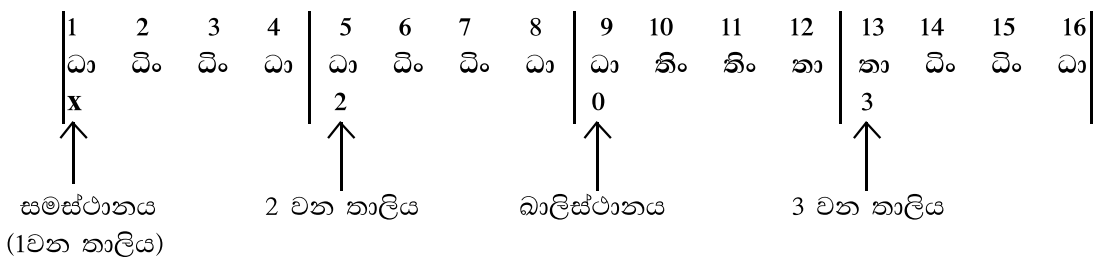 1 2 3 4 5 6 7 8 9 10 11 12 13 14 15 16
ධා ධිං ධිං ධා ධා ධිං ධිං ධා ධා තිං තිං තා තා ධිං ධිං ධා
x 2 0 3
සමස්ථානය 2 වන තාලිය ඛාලිස්ථානය 3 වන තාලිය
(1වන තාලිය)